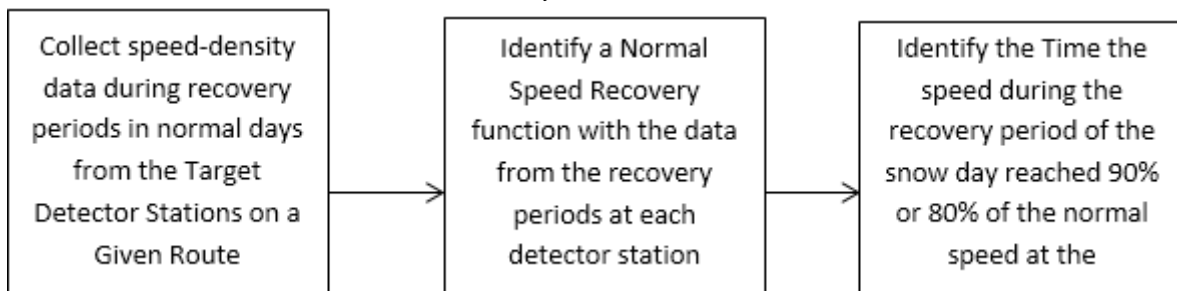 Collect speed-density
data during recovery
periods in normal days
from the Target
Detector Stations on a
Given Route
Identify a Normal
Speed Recovery
function with the data
from the recovery
periods at each
detector station
Identify the Time the
speed during the
recovery period of the
snow day reached 90%
or 80% of the normal
speed at the